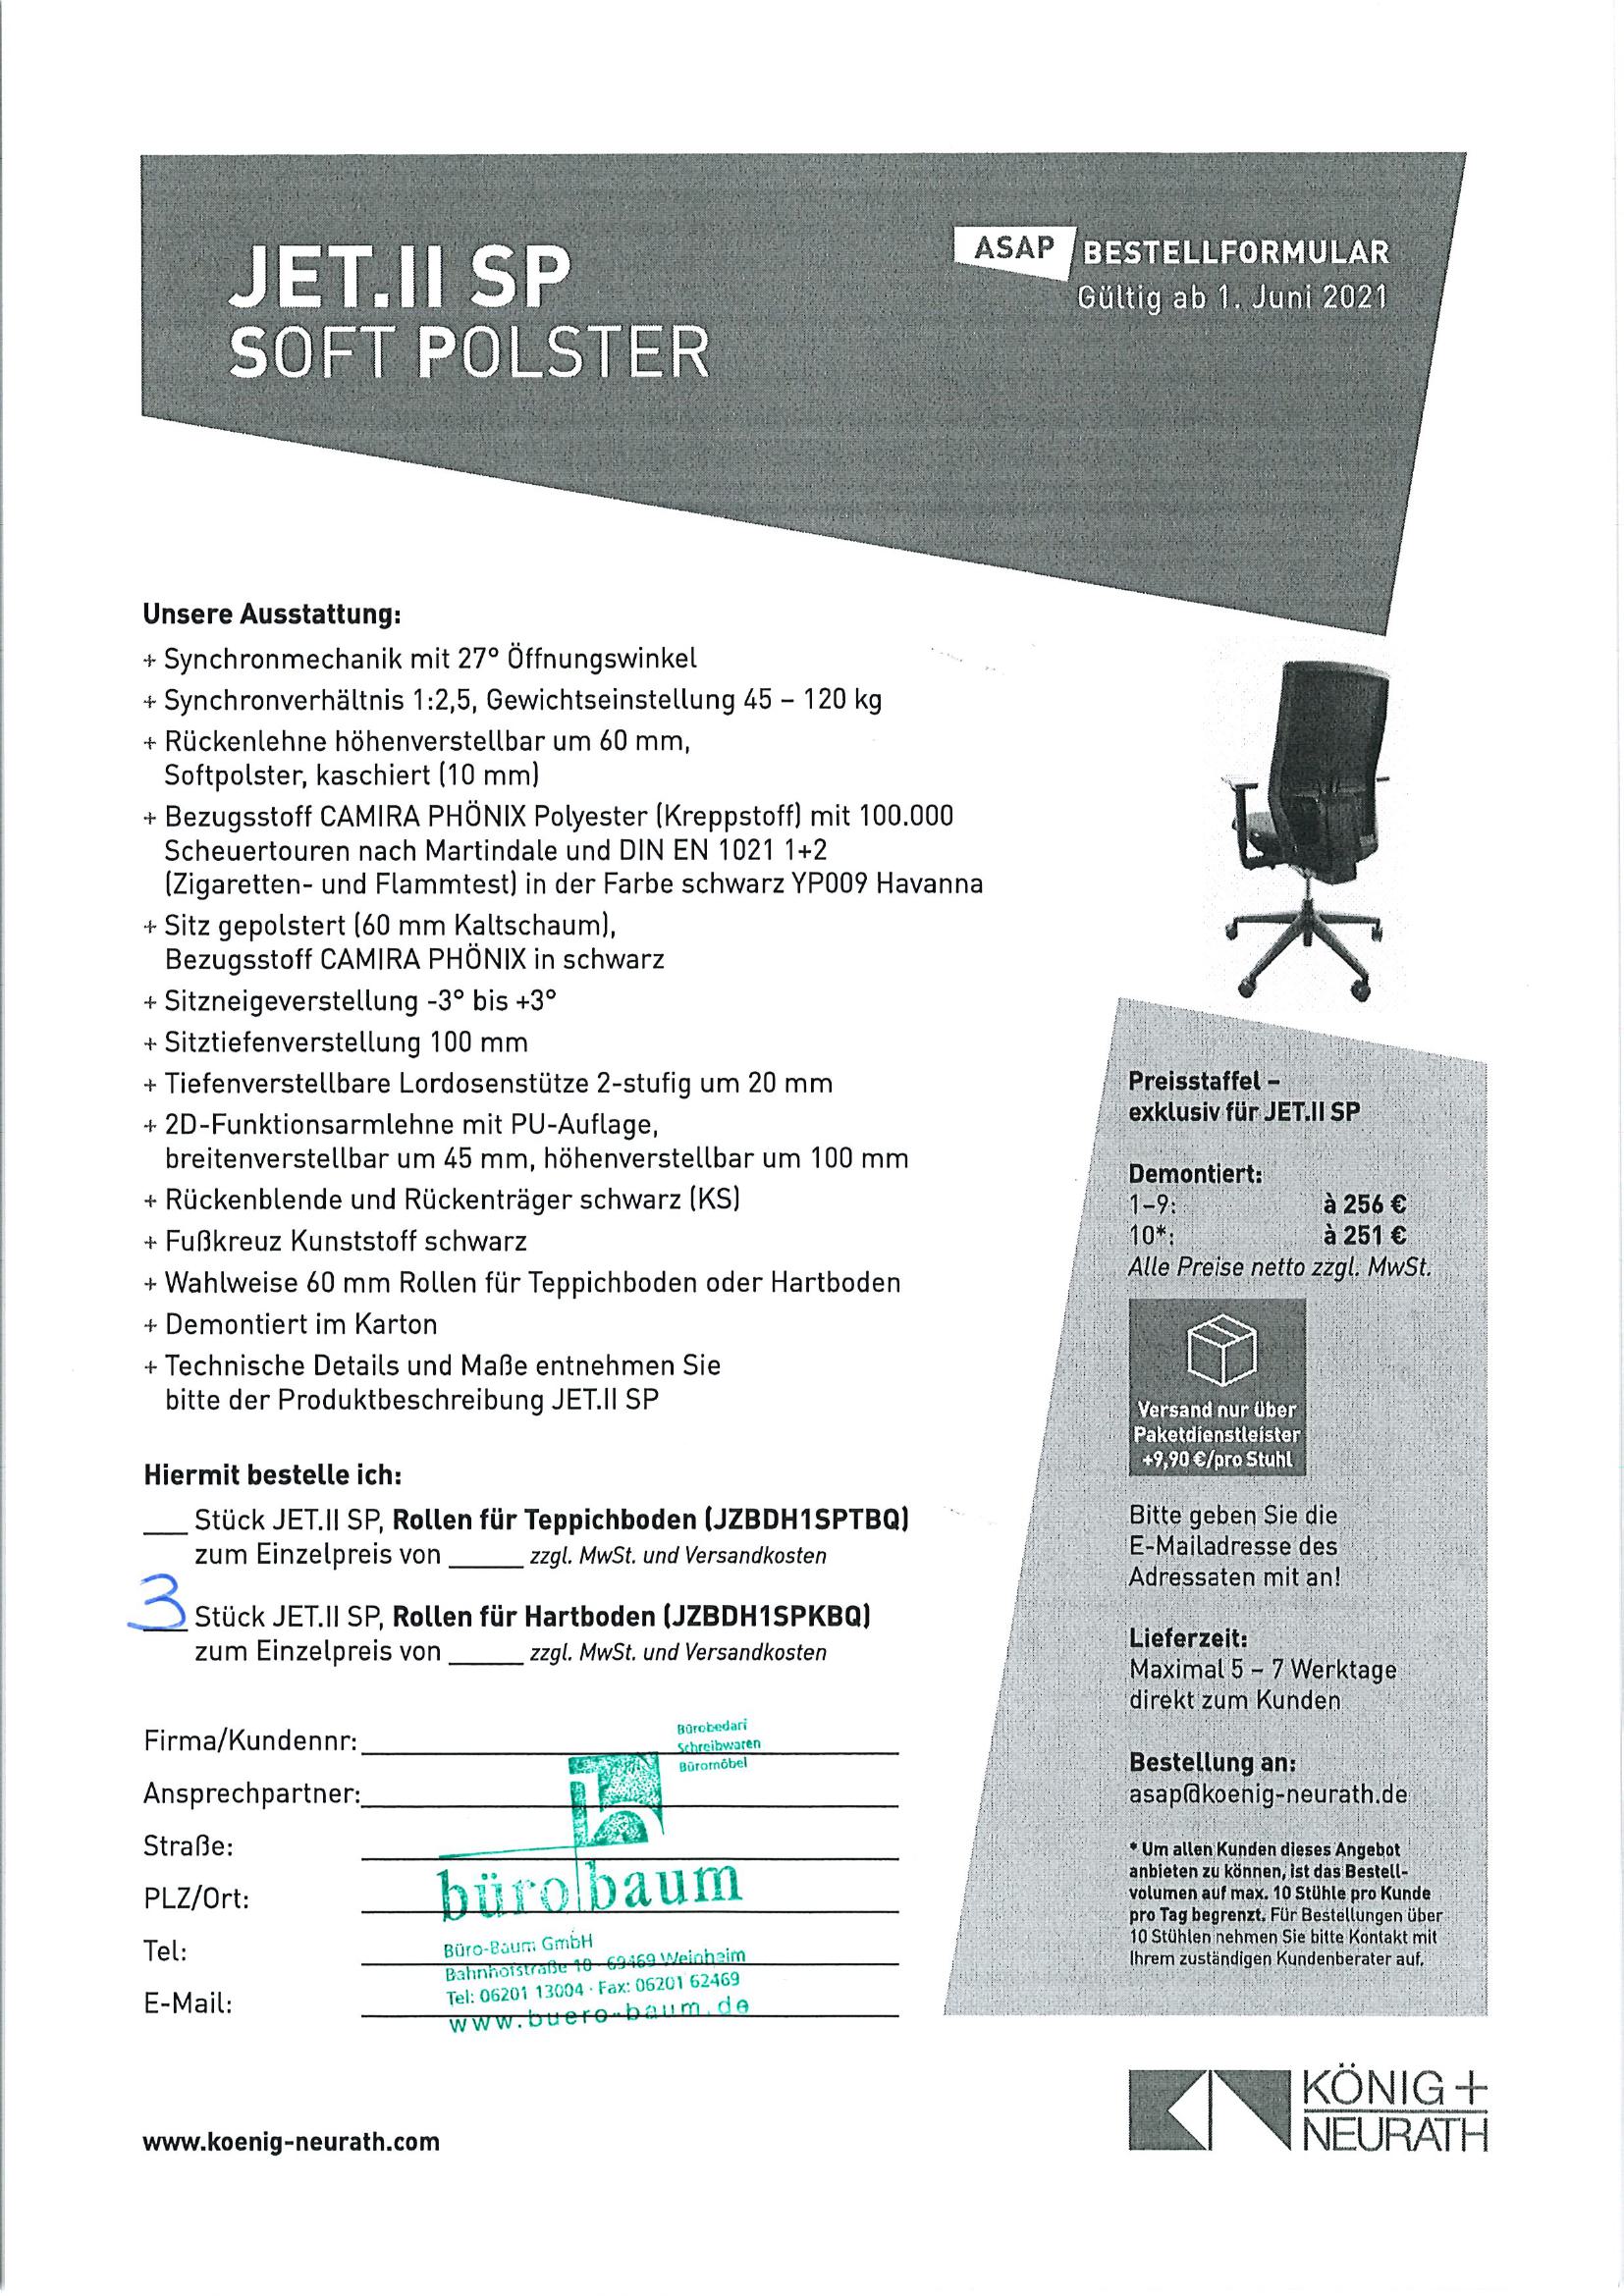 JET.II SP
SOFT POLSTER
ASAP BESTELLFORMULAR
Gültig ab 1. Juni 2021
Unsere Ausstattung:
+ Synchronmechanik mit 27° Öffnungswinkel
+ Synchronverhältnis 1:2,5, Gewichtseinstellung 45 – 120 kg
+ Rückenlehne höhenverstellbar um 60 mm,
Softpolster, kaschiert (10 mm)
+ Bezugsstoff CAMIRA PHÖNIX Polyester (Kreppstoff) mit 100.000
Scheuertouren nach Martindale und DIN EN 1021 1+2
(Zigaretten- und Flammtest) in der Farbe schwarz YP009 Havanna
+ Sitz gepolstert (60 mm Kaltschaum),
Bezugsstoff CAMIRA PHÖNIX in schwarz
+ Sitzneigeverstellung -3° bis +3°
+ Sitztiefenverstellung 100 mm
+ Tiefenverstellbare Lordosenstütze 2-stufig um 20 mm
+ 2D-Funktionsarmlehne mit PU-Auflage,
breitenverstellbar um 45 mm, höhenverstellbar um 100 mm
+ Rückenblende und Rückenträger schwarz (KS)
+ Fußkreuz Kunststoff schwarz
+ Wahlweise 60 mm Rollen für Teppichboden oder Hartboden
+ Demontiert im Karton
+ Technische Details und Maße entnehmen Sie
bitte der Produktbeschreibung JET.II SP
Hiermit bestelle ich:
___ Stück JET.II SP, Rollen für Teppichboden (JZBDH1SPTBQ)
zum Einzelpreis von _____ zzgl. MwSt. und Versandkosten
3 Stück JET.II SP, Rollen für Hartboden (JZBDH1SPKBQ)
zum Einzelpreis von _____ zzgl. MwSt. und Versandkosten
Firma/Kundennr:
Ansprechpartner:
Straße:
PLZ/Ort:
Tel:
E-Mail:
Bürobedarf
Schreibwaren
Büromöbel
büro baum
Büro-Baum GmbH
Bahnhofstraße 10 · 69469 Weinheim
Tel: 06201 13004 · Fax: 06201 62469
www.buero-baum.de
Preisstaffel –
exklusiv für JET.II SP
Demontiert:
1–9: à 256 €
10*: à 251 €
Alle Preise netto zzgl. MwSt.
Versand nur über
Paketdienstleister
+9,90 €/pro Stuhl
Bitte geben Sie die
E-Mailadresse des
Adressaten mit an!
Lieferzeit:
Maximal 5 – 7 Werktage
direkt zum Kunden
Bestellung an:
asap@koenig-neurath.de
* Um allen Kunden dieses Angebot
anbieten zu können, ist das Bestell-
volumen auf max. 10 Stühle pro Kunde
pro Tag begrenzt. Für Bestellungen über
10 Stühlen nehmen Sie bitte Kontakt mit
Ihrem zuständigen Kundenberater auf.
www.koenig-neurath.com
KÖNIG+
NEURATH